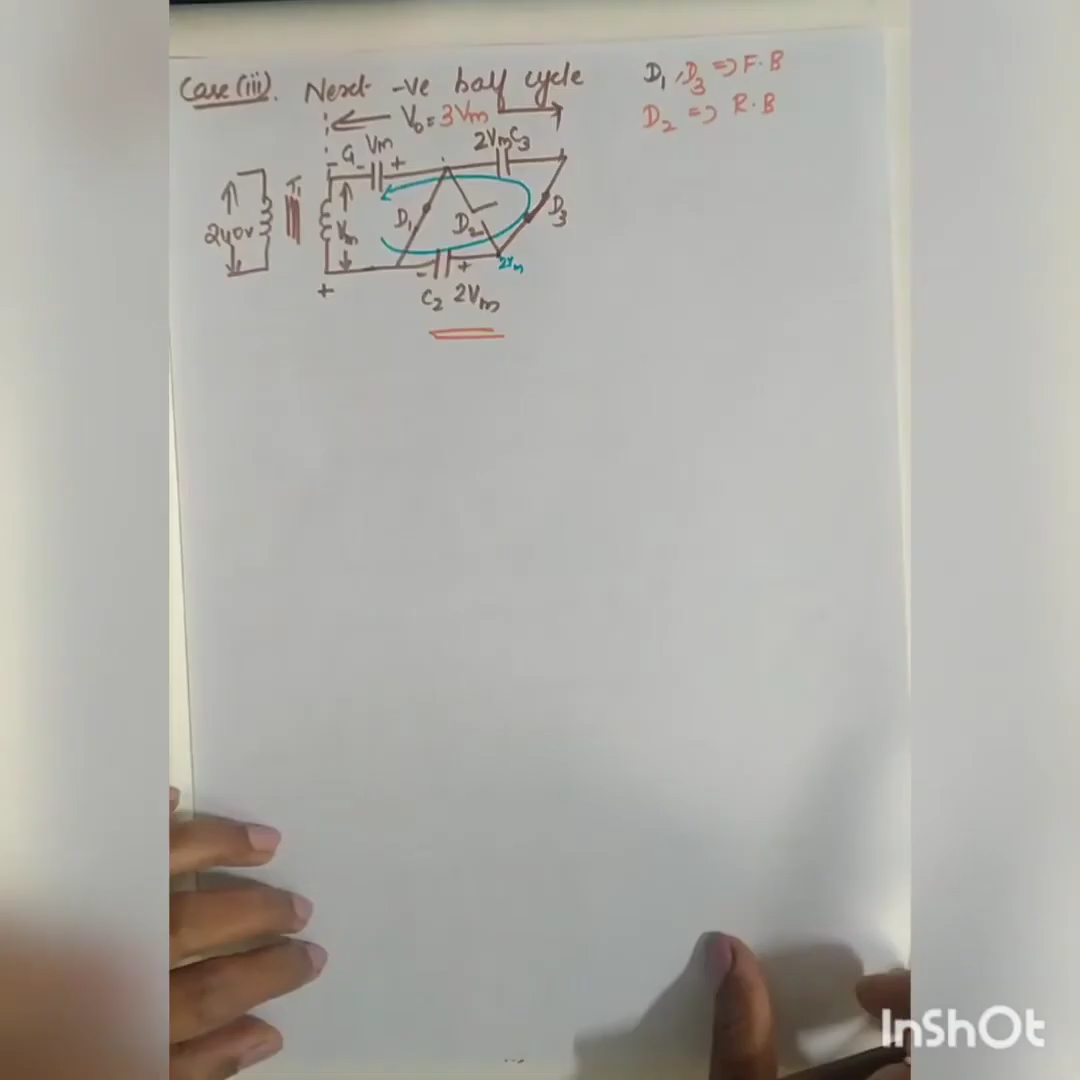 Case (iii). Next -ve half cycle
D₁, D₃ => F.B
D₂ => R.B
V₀ = 3Vm
- C₁ - Vm + 2Vm C₃
240v T₁ Vm D₁ D₂ D₃
- + 2Vm
+
C₂ 2Vm
InShOt